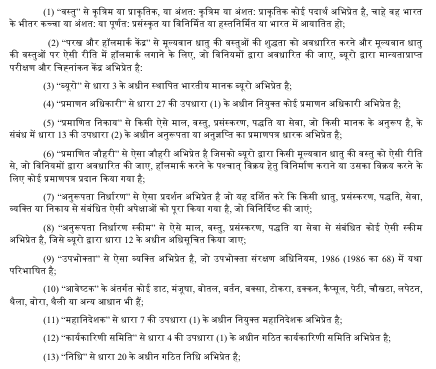 (1) “वस्तु” से कृत्रिम या प्राकृतिक, या अंशत: कृत्रिम या अंशत: प्राकृतिक कोई पदार्थ अभिप्रेत है, चाहे वह भारत
के भीतर कच्चा या अंशत: या पूर्णत: प्रसंस्कृत या विनिर्मित या हस्तनिर्मित या भारत में आयातित हो;
(2) “परख और हॉलमार्क केंद्र” से मूल्यवान धातु की वस्तुओं की शुद्धता को अवधारित करने और मूल्यवान धातु
की वस्तुओं पर ऐसी रीति में हॉलमार्क लगाने के लिए, जो विनियमों द्वारा अवधारित की जाए, ब्यूरो द्वारा मान्यताप्राप्त
परीक्षण और चिह्नांकन केंद्र अभिप्रेत है:
(3) “ब्यूरो” से धारा 3 के अधीन स्थापित भारतीय मानक ब्यूरो अभिप्रेत है;
(4) “प्रमाणन अधिकारी” से धारा 27 की उपधारा (1) के अधीन नियुक्त कोई प्रमाणन अधिकारी अभिप्रेत है;
(5) “प्रमाणित निकाय” से किसी ऐसे माल, वस्तु, प्रसंस्करण, पद्धति या सेवा, जो किसी मानक के अनुरूप है, के
संबंध में धारा 13 की उपधारा (2) के अधीन अनुरूपता या अनुज्ञप्ति का प्रमाणपत्र धारक अभिप्रेत है;
(6) “प्रमाणित जौहरी” से ऐसा जौहरी अभिप्रेत है जिसको ब्यूरो द्वारा किसी मूल्यवान धातु की वस्तु को ऐसी रीति
से, जो विनियमों द्वारा अवधारित की जाए, हॉलमार्क करने के पश्चात् विक्रय हेतु विनिर्माण कराने या उसका विक्रय करने के
लिए कोई प्रमाणपत्र प्रदान किया गया है;
(7) “अनुरूपता निर्धारण” से ऐसा प्रदर्शन अभिप्रेत है जो यह दर्शित करे कि किसी धातु, प्रसंस्करण, पद्धति, सेवा,
व्यक्ति या निकाय से संबंधित ऐसी अपेक्षाओं को पूरा किया गया है, जो विनिर्दिष्ट की जाएं;
(8) “अनुरूपता निर्धारण स्कीम” से ऐसे माल, वस्तु, प्रसंस्करण, पद्धति या सेवा से संबंधित कोई ऐसी स्कीम
अभिप्रेत है, जिसे ब्यूरो द्वारा धारा 12 के अधीन अधिसूचित किया जाए;
(9) “उपभोक्ता” से ऐसा व्यक्ति अभिप्रेत है, जो उपभोक्ता संरक्षण अधिनियम, 1986 (1986 का 68) में यथा
परिभाषित है;
(10) “आवेष्टक” के अंतर्गत कोई डाट, मंजूषा, बोतल, बर्तन, बक्सा, टोकरा, ढक्कन, कैप्सूल, पेटी, चौखटा, लपेटन,
थैला, बोरा, थैली या अन्य आधान भी हैं;
(11) “महानिदेशक” से धारा 7 की उपधारा (1) के अधीन नियुक्त महानिदेशक अभिप्रेत है;
(12) “कार्यकारिणी समिति” से धारा 4 की उपधारा (1) के अधीन गठित कार्यकारिणी समिति अभिप्रेत है;
(13) “निधि” से धारा 20 के अधीन गठित निधि अभिप्रेत है;